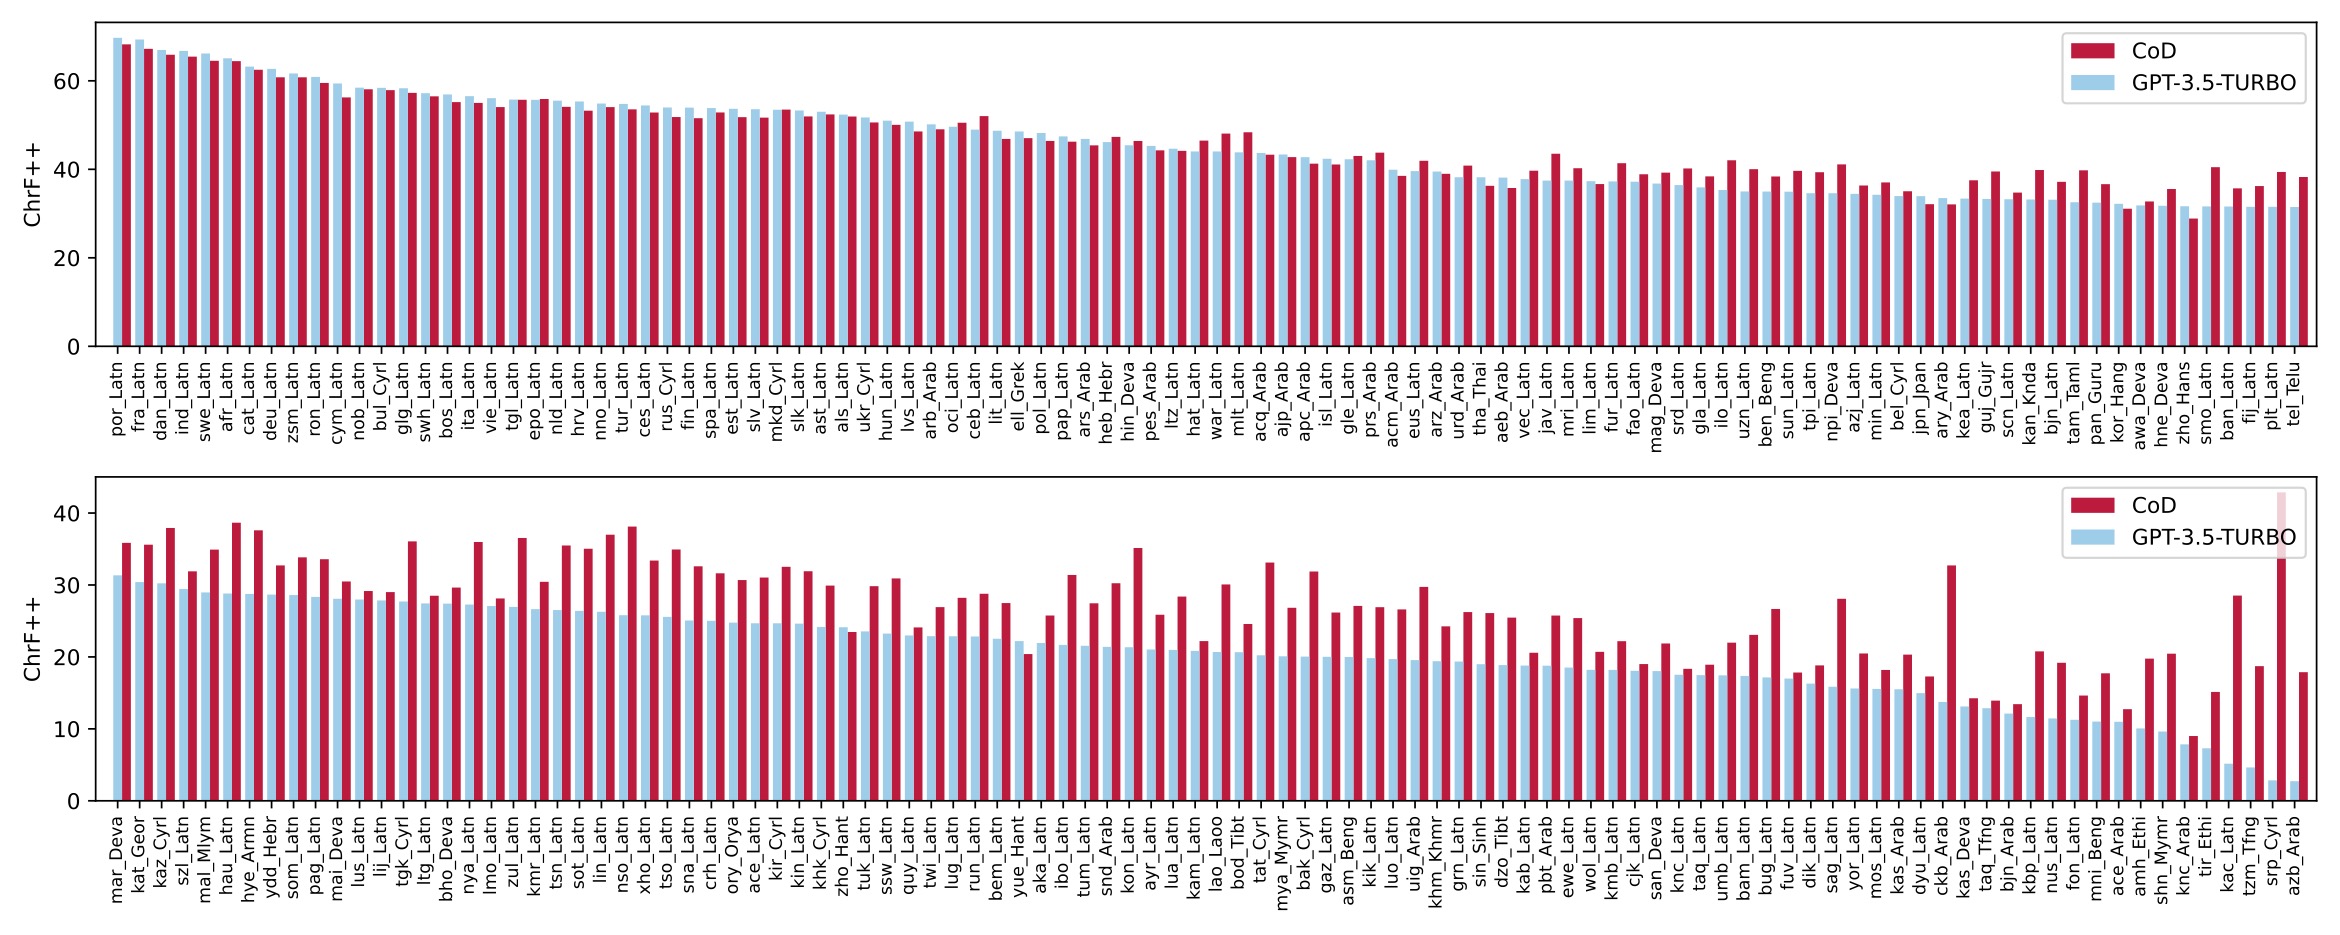 ChrF++
60
40
20
0
CoD
GPT-3.5-TURBO
por_Latn
fra_Latn
dan_Latn
ind_Latn
swe_Latn
afr_Latn
cat_Latn
deu_Latn
zsm_Latn
ron_Latn
cym_Latn
nob_Latn
bul_Cyrl
glg_Latn
swh_Latn
bos_Latn
ita_Latn
vie_Latn
tgl_Latn
epo_Latn
nld_Latn
hrv_Latn
nno_Latn
tur_Latn
ces_Latn
rus_Cyrl
fin_Latn
spa_Latn
est_Latn
slv_Latn
mkd_Cyrl
slk_Latn
ast_Latn
als_Latn
ukr_Cyrl
hun_Latn
lvs_Latn
arb_Arab
oci_Latn
ceb_Latn
lit_Latn
ell_Grek
pol_Latn
pap_Latn
ars_Arab
heb_Hebr
hin_Deva
pes_Arab
ltz_Latn
hat_Latn
war_Latn
mlt_Latn
acq_Arab
ajp_Arab
apc_Arab
isl_Latn
gle_Latn
prs_Arab
acm_Arab
eus_Latn
arz_Arab
urd_Arab
tha_Thai
aeb_Arab
vec_Latn
jav_Latn
mri_Latn
lim_Latn
fur_Latn
fao_Latn
mag_Deva
srd_Latn
gla_Latn
ilo_Latn
uzn_Latn
ben_Beng
sun_Latn
tpi_Latn
npi_Deva
azj_Latn
min_Latn
bel_Cyrl
jpn_Jpan
ary_Arab
kea_Latn
guj_Gujr
scn_Latn
kan_Knda
bjn_Latn
tam_Taml
pan_Guru
kor_Hang
awa_Deva
hne_Deva
zho_Hans
smo_Latn
ban_Latn
fij_Latn
plt_Latn
tel_Telu
ChrF++
40
30
20
10
0
CoD
GPT-3.5-TURBO
mar_Deva
kat_Geor
kaz_Cyrl
szl_Latn
mal_Mlym
hau_Latn
hye_Armn
ydd_Hebr
som_Latn
pag_Latn
mai_Deva
lus_Latn
lij_Latn
tgk_Cyrl
ltg_Latn
bho_Deva
nya_Latn
lmo_Latn
zul_Latn
kmr_Latn
tsn_Latn
sot_Latn
lin_Latn
nso_Latn
xho_Latn
tso_Latn
sna_Latn
crh_Latn
ory_Orya
ace_Latn
kir_Cyrl
kin_Latn
khk_Cyrl
zho_Hant
tuk_Latn
ssw_Latn
quy_Latn
twi_Latn
lug_Latn
run_Latn
bem_Latn
yue_Hant
aka_Latn
ibo_Latn
tum_Latn
snd_Arab
kon_Latn
ayr_Latn
lua_Latn
kam_Latn
lao_Laoo
bod_Tibt
tat_Cyrl
mya_Mymr
bak_Cyrl
gaz_Latn
asm_Beng
kik_Latn
luo_Latn
uig_Arab
khm_Khmr
grn_Latn
sin_Sinh
dzo_Tibt
kab_Latn
pbt_Arab
ewe_Latn
wol_Latn
kmb_Latn
cjk_Latn
san_Deva
knc_Latn
taq_Latn
umb_Latn
bam_Latn
bug_Latn
fuv_Latn
dik_Latn
sag_Latn
yor_Latn
mos_Latn
kas_Arab
dyu_Latn
ckb_Arab
kas_Deva
taq_Tfng
bjn_Arab
kbp_Latn
nus_Latn
fon_Latn
mni_Beng
ace_Arab
amh_Ethi
shn_Mymr
knc_Arab
tir_Ethi
kac_Latn
tzm_Tfng
srp_Cyrl
azb_Arab